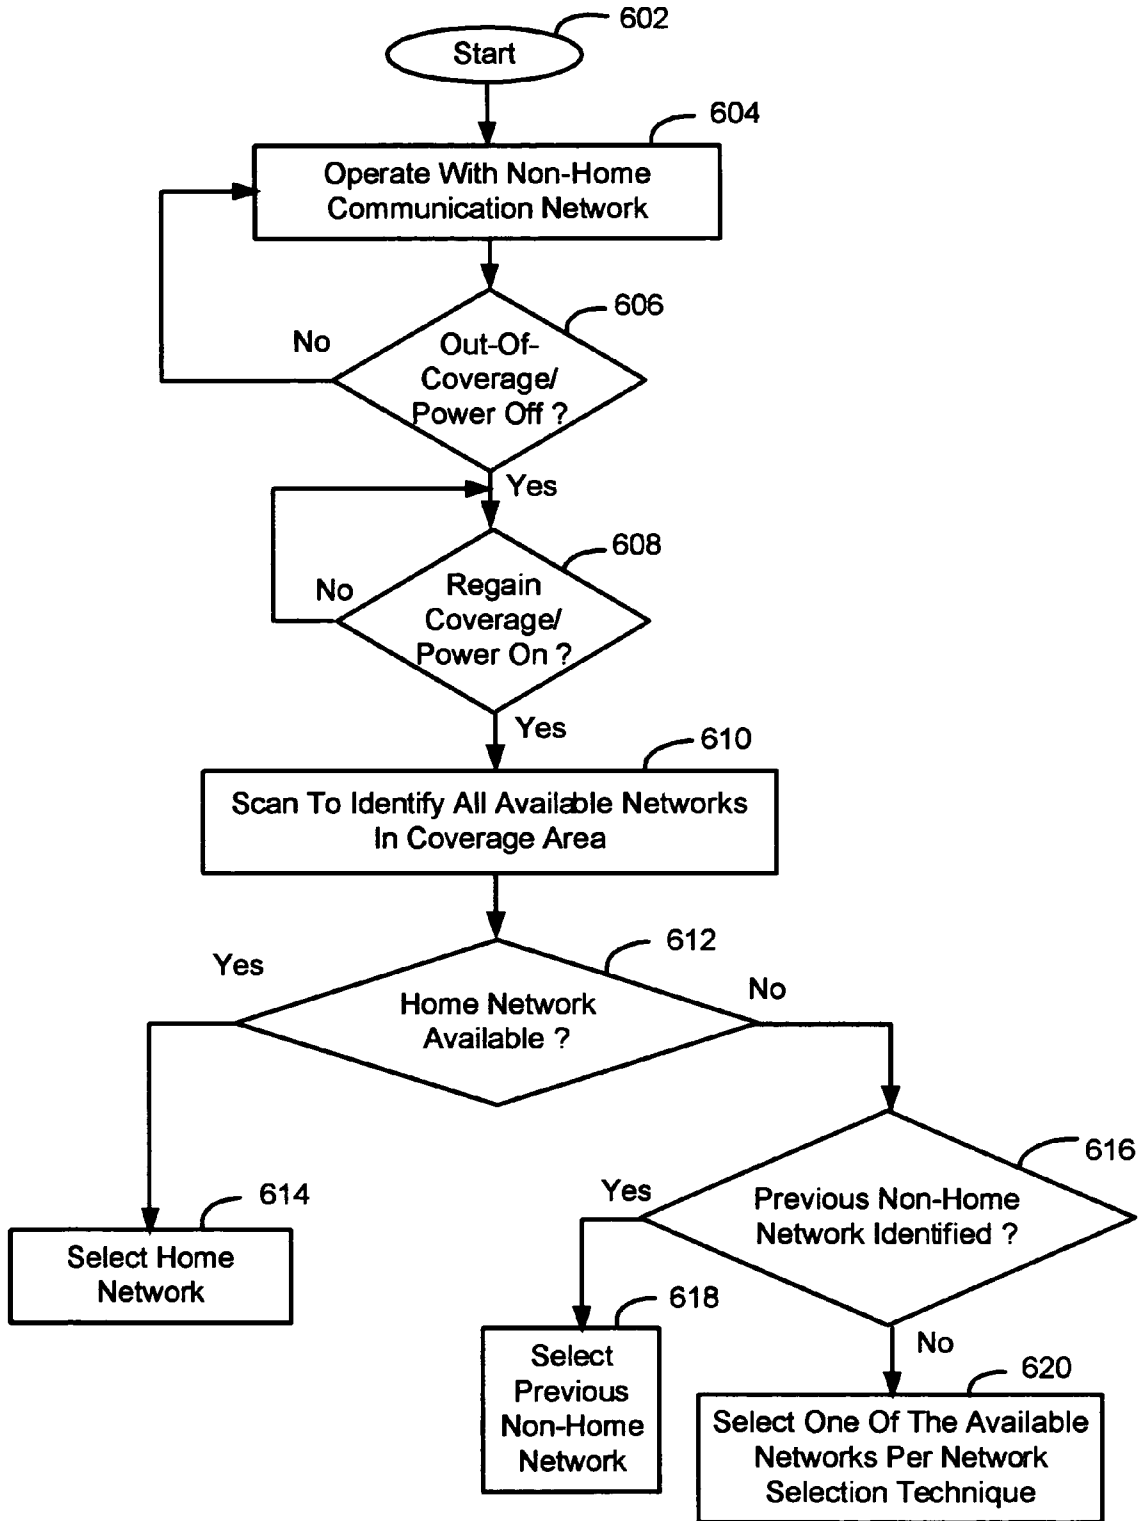 602
Start
604
Operate With Non-Home
Communication Network
606
No
Out-Of-
Coverage/
Power Off ?
Yes
608
No
Regain
Coverage/
Power On ?
Yes
610
Scan To Identify All Available Networks
In Coverage Area
612
Yes
No
Home Network
Available ?
616
614
Yes
Previous Non-Home
Network Identified ?
Select Home
Network
618
No
Select
Previous
Non-Home
Network
620
Select One Of The Available
Networks Per Network
Selection Technique